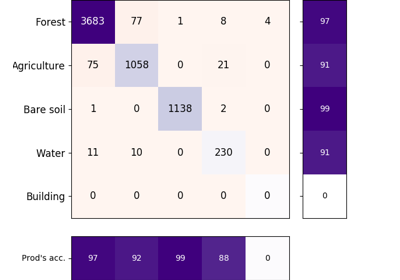 Forest 3683 77 1 8 4 97
Agriculture 75 1058 0 21 0 91
Bare soil 1 0 1138 2 0 99
Water 11 10 0 230 0 91
Building 0 0 0 0 0 0
Prod's acc. 97 92 99 88 0